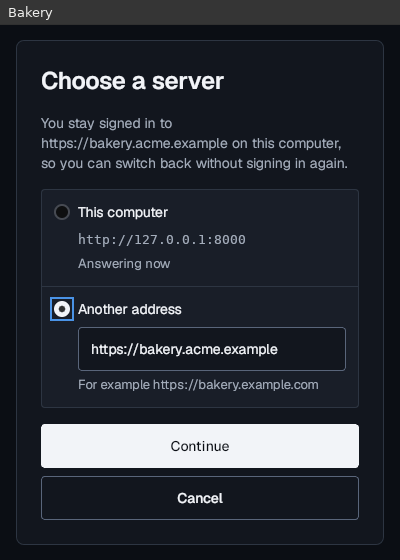 Bakery
Choose a server
You stay signed in to
https://bakery.acme.example on this computer,
so you can switch back without signing in again.
This computer
http://127.0.0.1:8000
Answering now
Another address
https://bakery.acme.example
For example https://bakery.example.com
Continue
Cancel